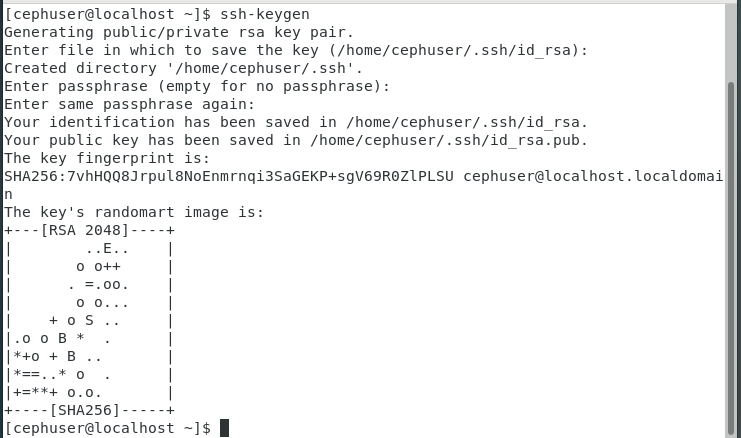 [cephuser@localhost ~]$ ssh-keygen
Generating public/private rsa key pair.
Enter file in which to save the key (/home/cephuser/.ssh/id_rsa):
Created directory '/home/cephuser/.ssh'.
Enter passphrase (empty for no passphrase):
Enter same passphrase again:
Your identification has been saved in /home/cephuser/.ssh/id_rsa.
Your public key has been saved in /home/cephuser/.ssh/id_rsa.pub.
The key fingerprint is:
SHA256:7vhHQQ8Jrpul8NoEnmrnqi3SaGEKP+sgV69R0ZlPLSU cephuser@localhost.localdomai
n
The key's randomart image is:
+---[RSA 2048]----+
|        ..E..    |
|       o o++     |
|      . =.oo.    |
|       o o...    |
|    + o S ..     |
|.o o B *  .      |
|*+o + B ..       |
|*==..* o  .      |
|+=**+ o.o.       |
+----[SHA256]-----+
[cephuser@localhost ~]$